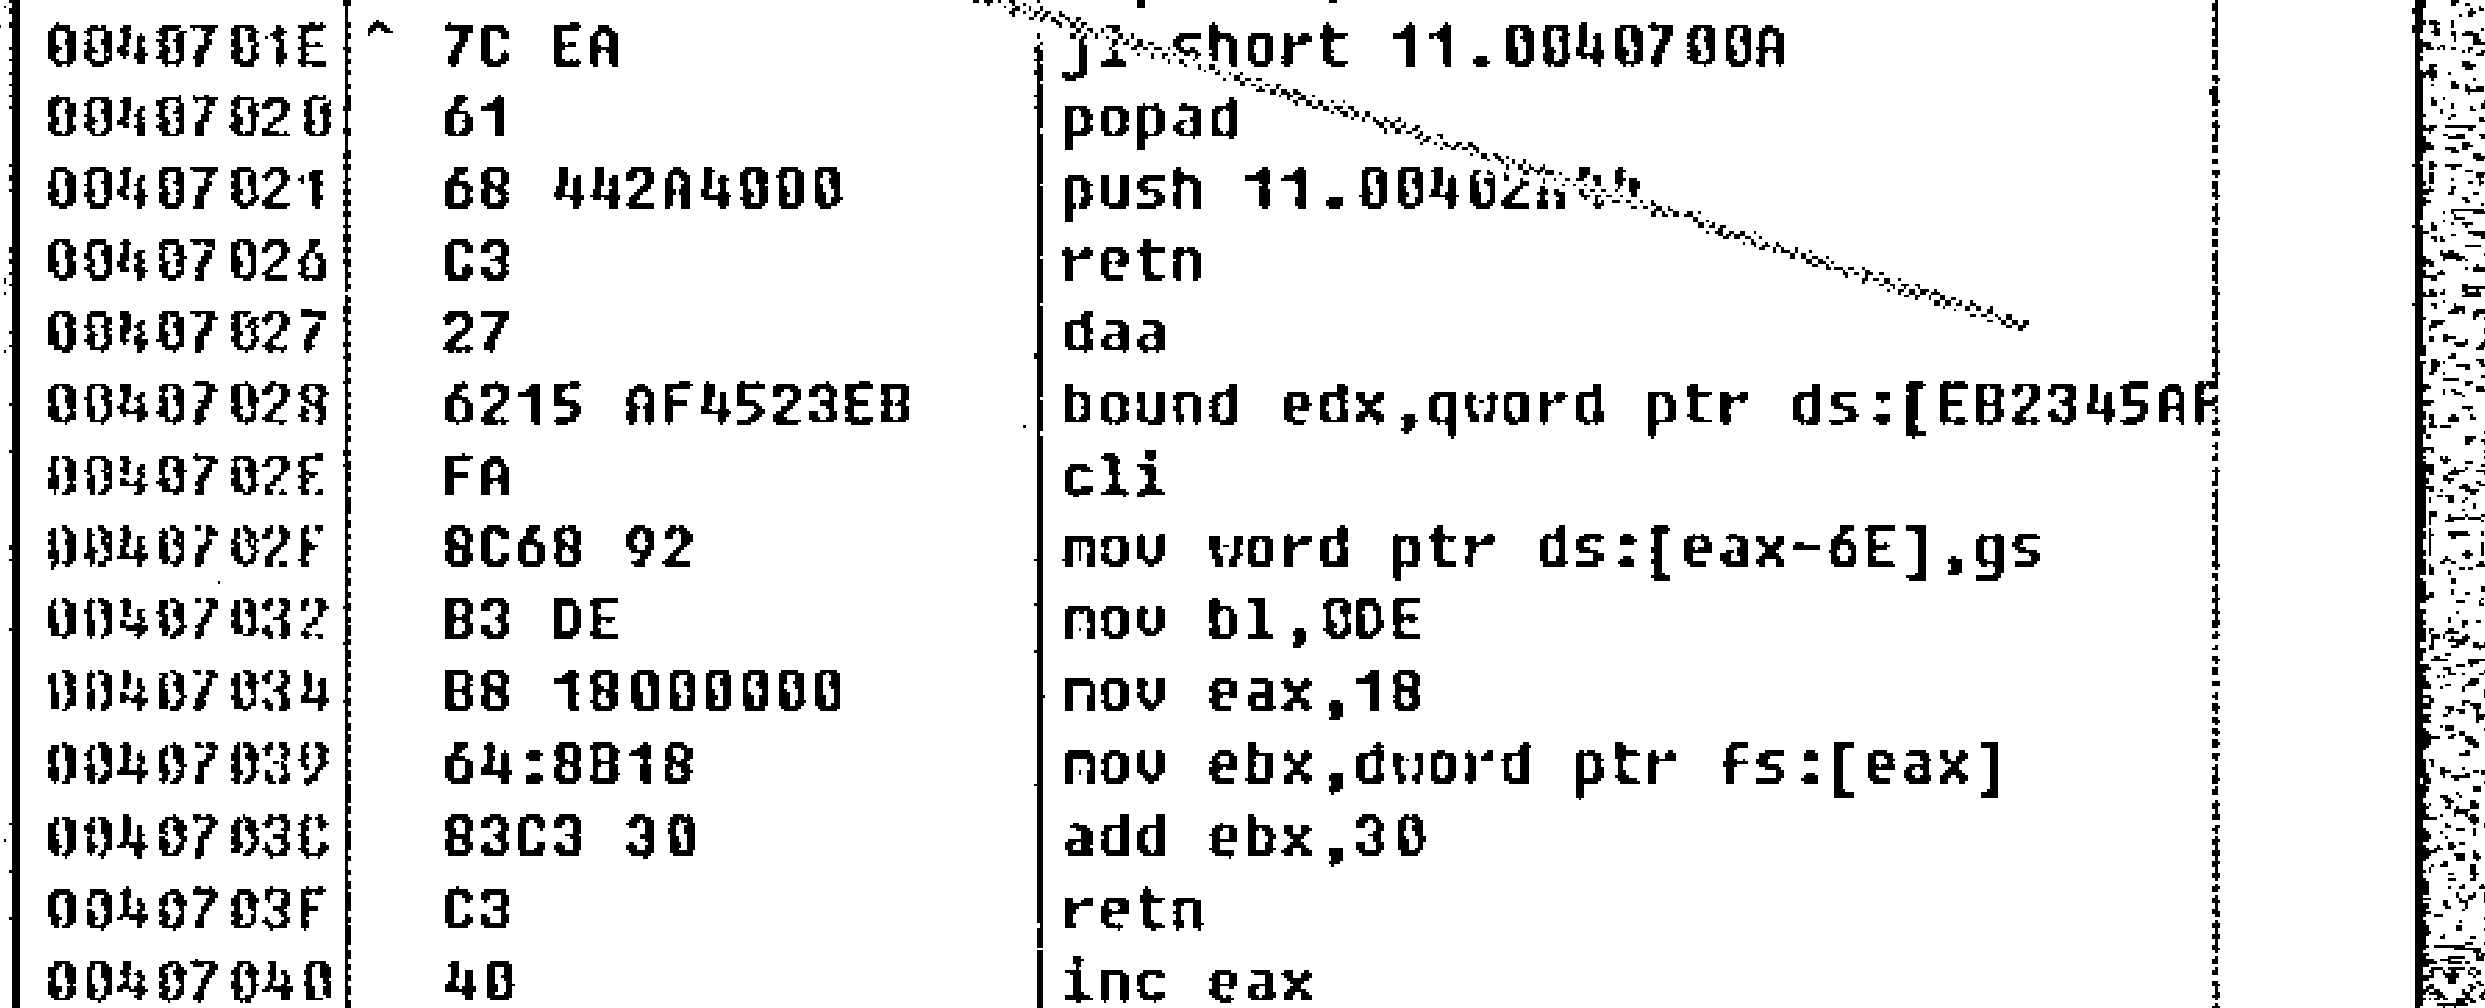 0040701E ^ 7C EA jl short 11.0040700A
00407020 61 popad
00407021 68 442A4000 push 11.00402A44
00407026 C3 retn
00407027 27 daa
00407028 6215 AF4523EB bound edx,qword ptr ds:[EB2345AF
0040702E FA cli
0040702F 8C68 92 mov word ptr ds:[eax-6E],gs
00407032 B3 DE mov bl,0DE
00407034 B8 18000000 mov eax,18
00407039 64:8B18 mov ebx,dword ptr fs:[eax]
0040703C 83C3 30 add ebx,30
0040703F C3 retn
00407040 40 inc eax